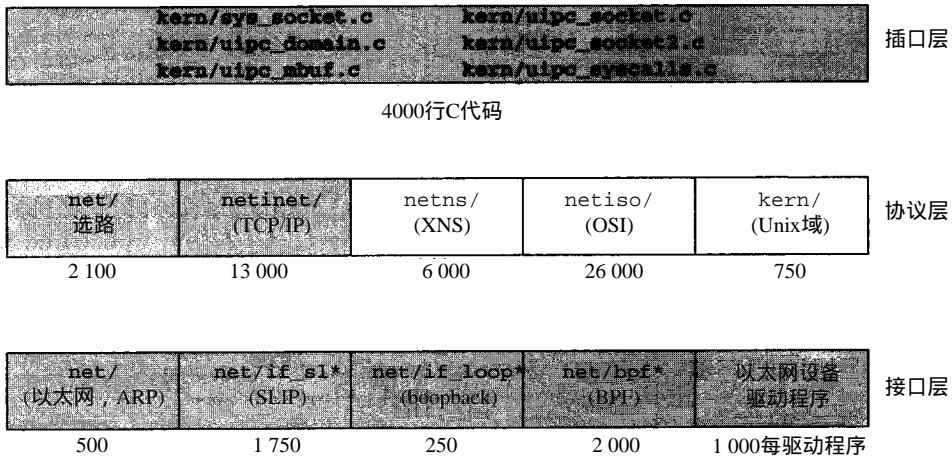 kern/sys_socket.c kern/uipc_socket.c
kern/uipc_domain.c kern/uipc_socket2.c
kern/uipc_mbuf.c kern/uipc_syscalls.c
插口层
4000行C代码
net/ netinet/ netns/ netiso/ kern/
选路 (TCP/IP) (XNS) (OSI) (Unix域)
协议层
2 100 13 000 6 000 26 000 750
net/ net/if_sl* net/if_loop* net/bpf* 以太网设备
(以太网，ARP) (SLIP) (boopback) (BPF) 驱动程序
接口层
500 1 750 250 2 000 1 000每驱动程序